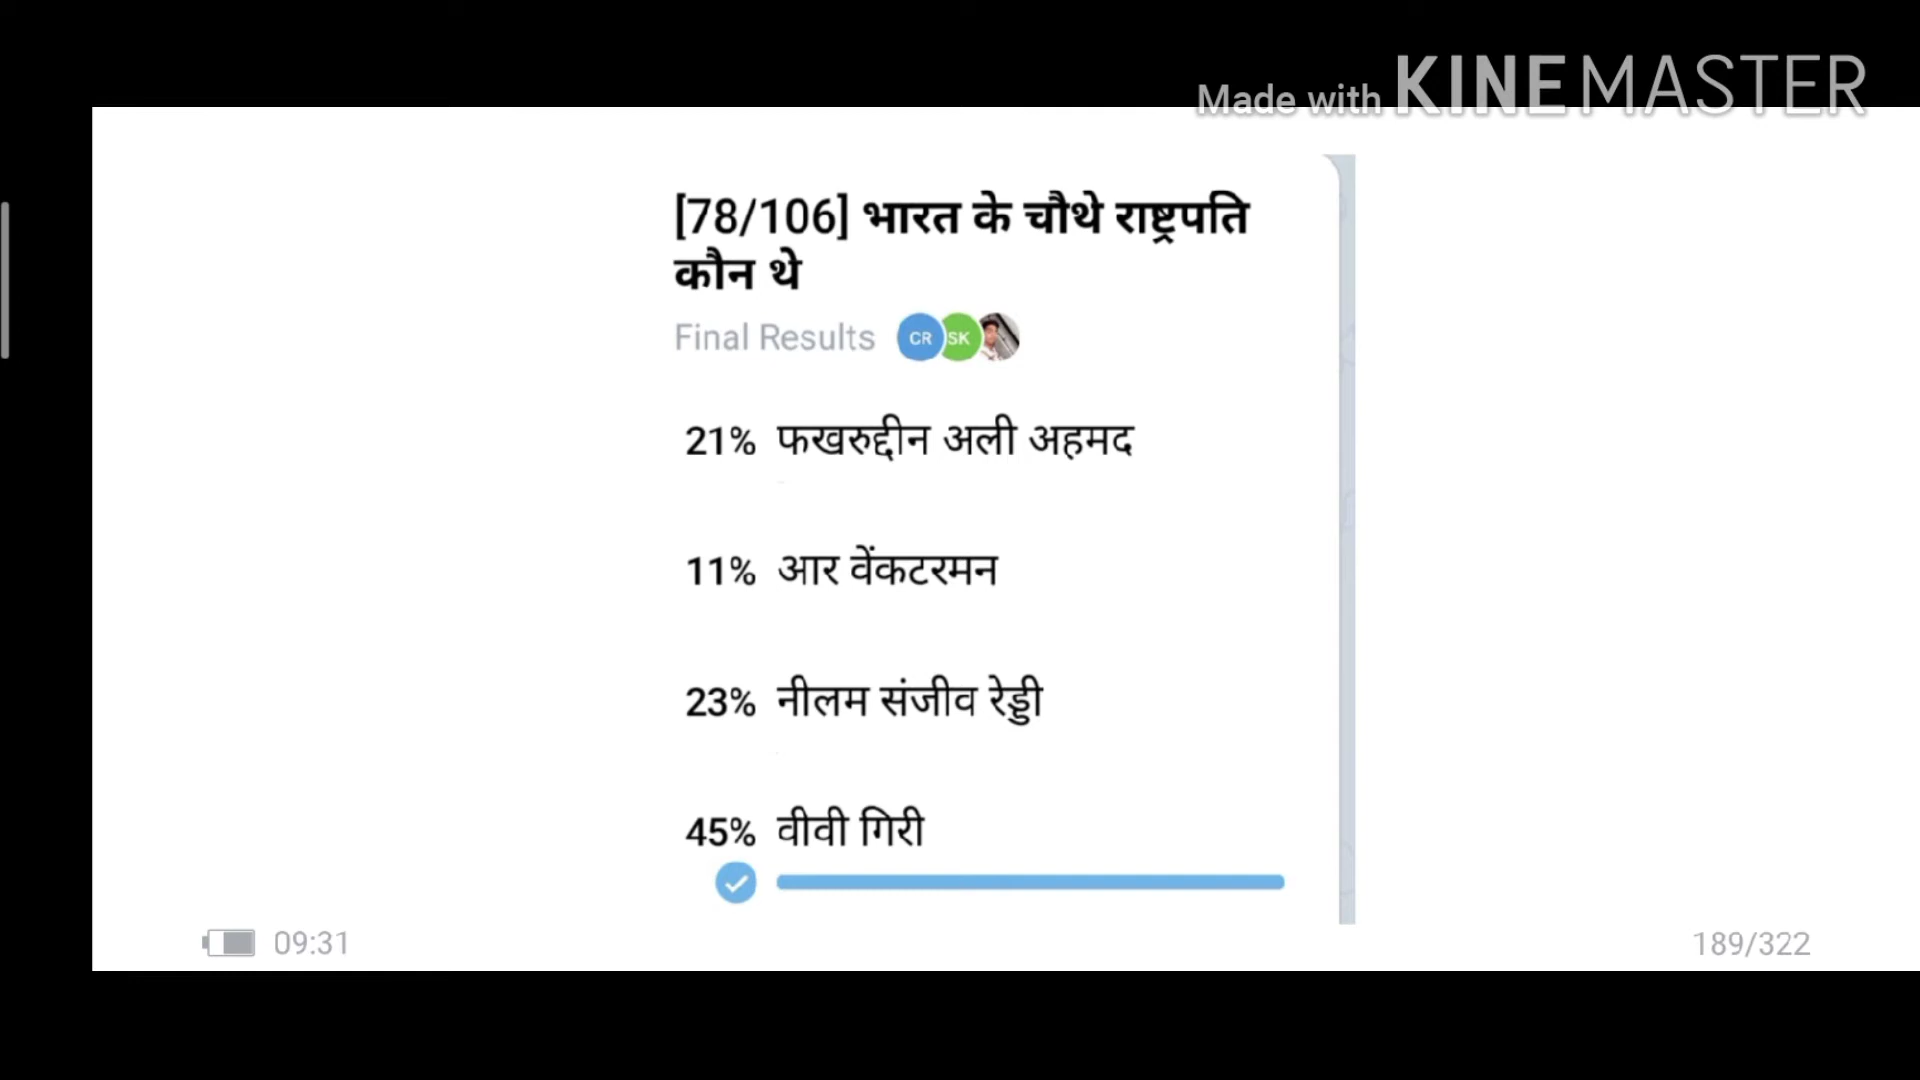 Made with KINEMASTER
[78/106] भारत के चौथे राष्ट्रपति
कौन थे
Final Results CR SK
21% फखरुद्दीन अली अहमद
11% आर वेंकटरमन
23% नीलम संजीव रेड्डी
45% वीवी गिरी
09:31
189/322